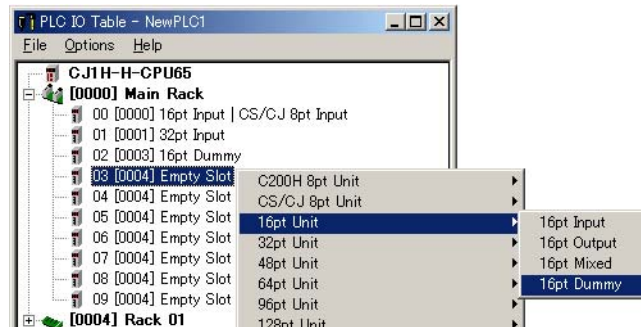 PLC IO Table - NewPLC1
File Options Help
CJ1H-H-CPU65
[0000] Main Rack
00 [0000] 16pt Input | CS/CJ 8pt Input
01 [0001] 32pt Input
02 [0003] 16pt Dummy
03 [0004] Empty Slot
04 [0004] Empty Slot
05 [0004] Empty Slot
06 [0004] Empty Slot
07 [0004] Empty Slot
08 [0004] Empty Slot
09 [0004] Empty Slot
[0004] Rack 01
C200H 8pt Unit
CS/CJ 8pt Unit
16pt Unit
32pt Unit
48pt Unit
64pt Unit
96pt Unit
128pt Unit
16pt Input
16pt Output
16pt Mixed
16pt Dummy